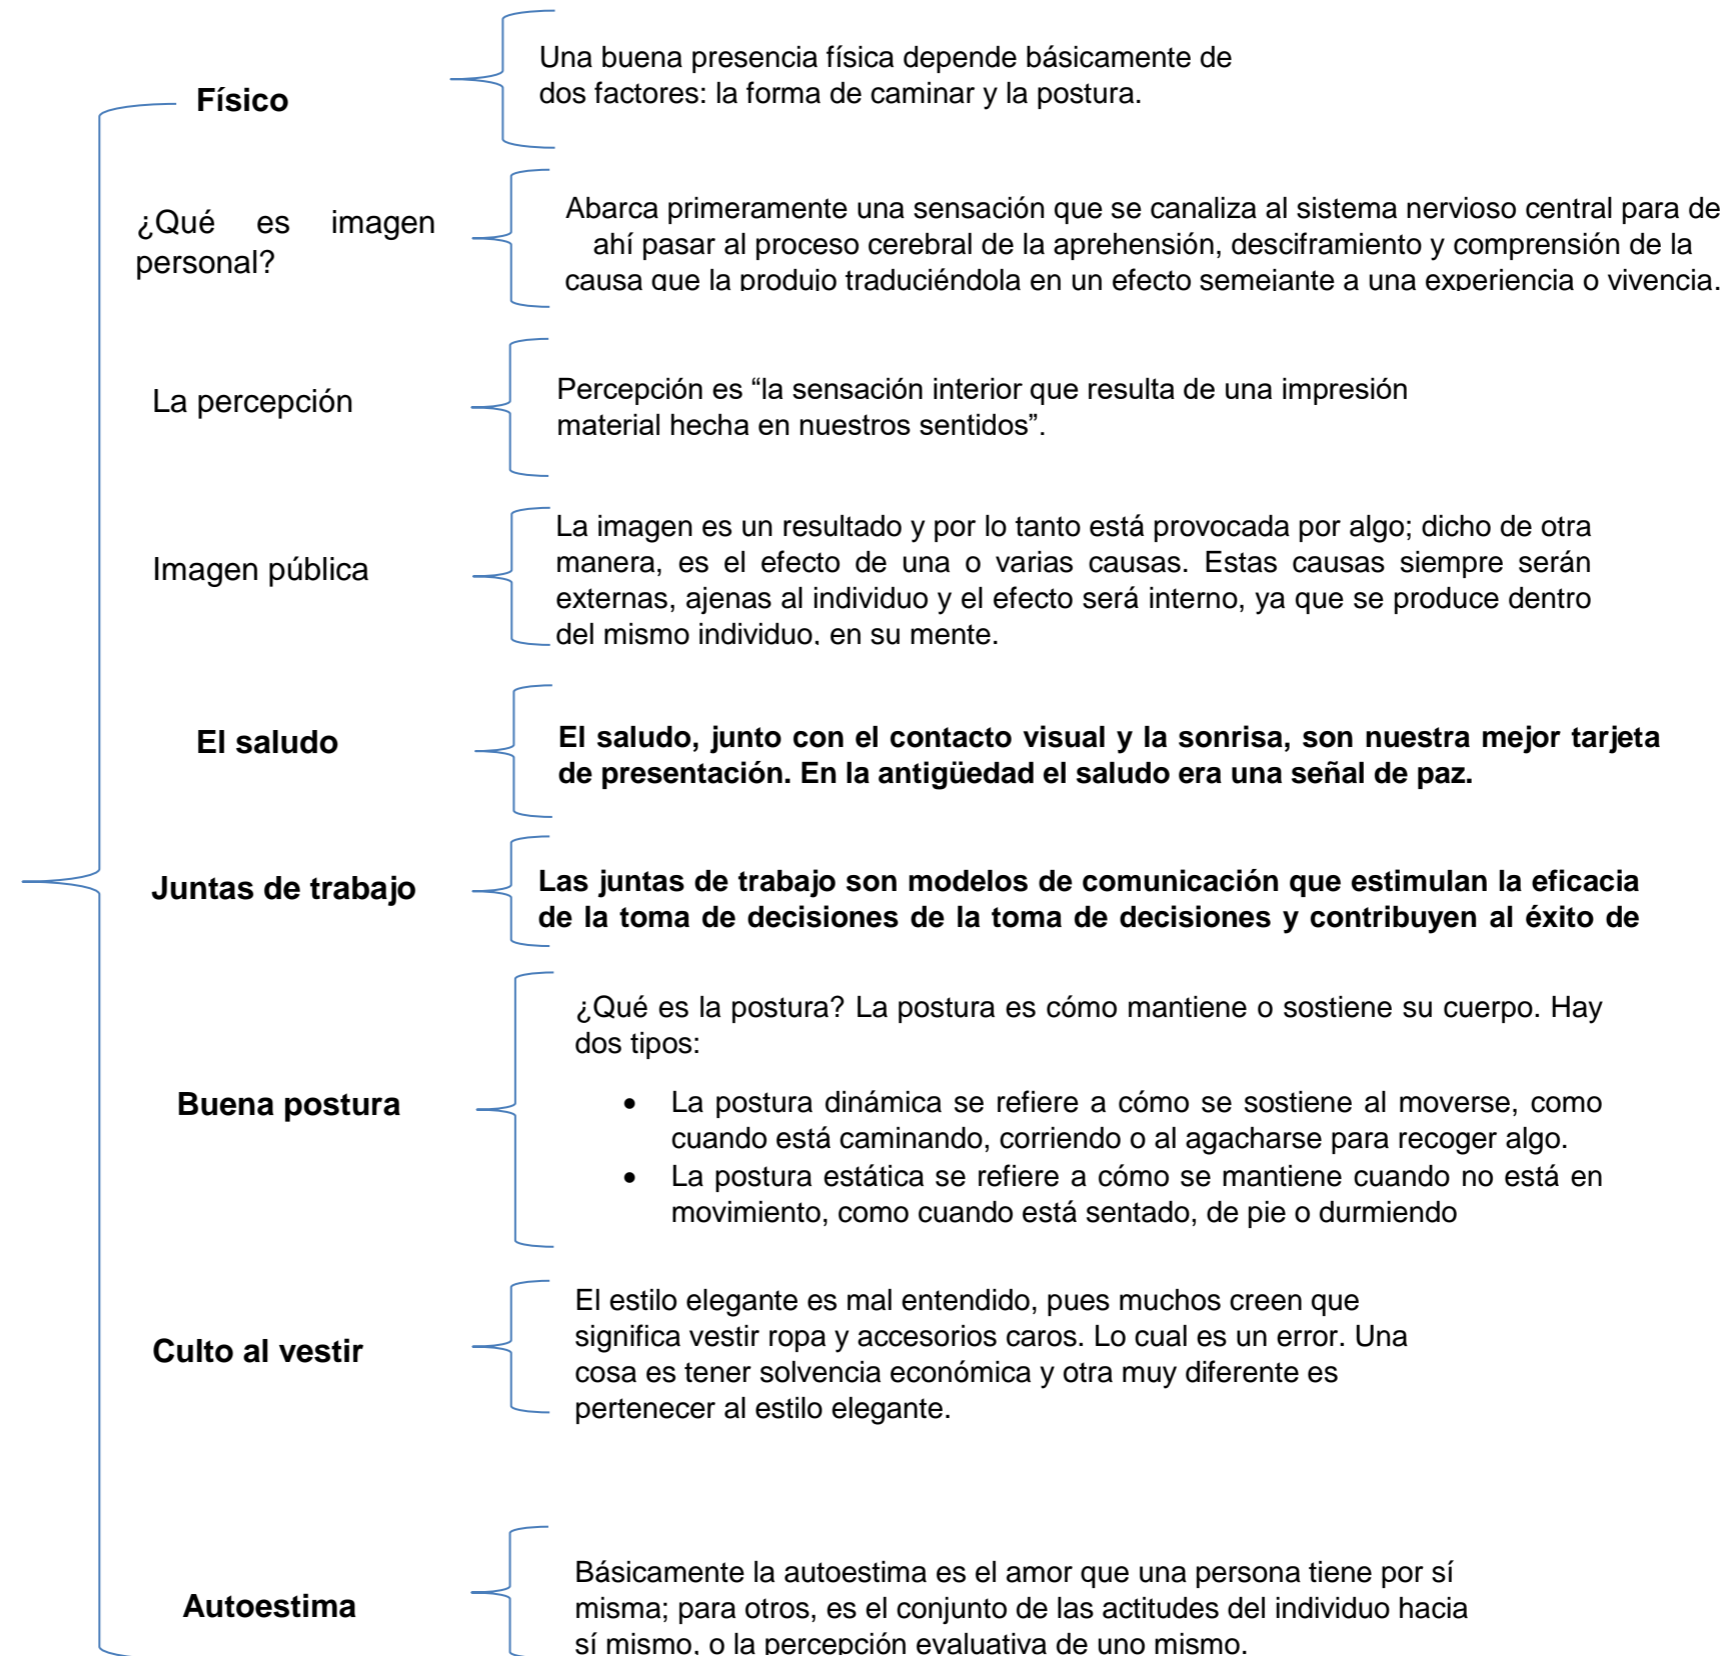 Físico
Una buena presencia física depende básicamente de
dos factores: la forma de caminar y la postura.
¿Qué es imagen
personal?
Abarca primeramente una sensación que se canaliza al sistema nervioso central para de
ahí pasar al proceso cerebral de la aprehensión, desciframiento y comprensión de la
causa que la produjo traduciéndola en un efecto semejante a una experiencia o vivencia.
La percepción
Percepción es “la sensación interior que resulta de una impresión
material hecha en nuestros sentidos”.
Imagen pública
La imagen es un resultado y por lo tanto está provocada por algo; dicho de otra
manera, es el efecto de una o varias causas. Estas causas siempre serán
externas, ajenas al individuo y el efecto será interno, ya que se produce dentro
del mismo individuo, en su mente.
El saludo
El saludo, junto con el contacto visual y la sonrisa, son nuestra mejor tarjeta
de presentación. En la antigüedad el saludo era una señal de paz.
Juntas de trabajo
Las juntas de trabajo son modelos de comunicación que estimulan la eficacia
de la toma de decisiones de la toma de decisiones y contribuyen al éxito de
Buena postura
¿Qué es la postura? La postura es cómo mantiene o sostiene su cuerpo. Hay
dos tipos:
• La postura dinámica se refiere a cómo se sostiene al moverse, como
cuando está caminando, corriendo o al agacharse para recoger algo.
• La postura estática se refiere a cómo se mantiene cuando no está en
movimiento, como cuando está sentado, de pie o durmiendo
Culto al vestir
El estilo elegante es mal entendido, pues muchos creen que
significa vestir ropa y accesorios caros. Lo cual es un error. Una
cosa es tener solvencia económica y otra muy diferente es
pertenecer al estilo elegante.
Autoestima
Básicamente la autoestima es el amor que una persona tiene por sí
misma; para otros, es el conjunto de las actitudes del individuo hacia
sí mismo, o la percepción evaluativa de uno mismo.